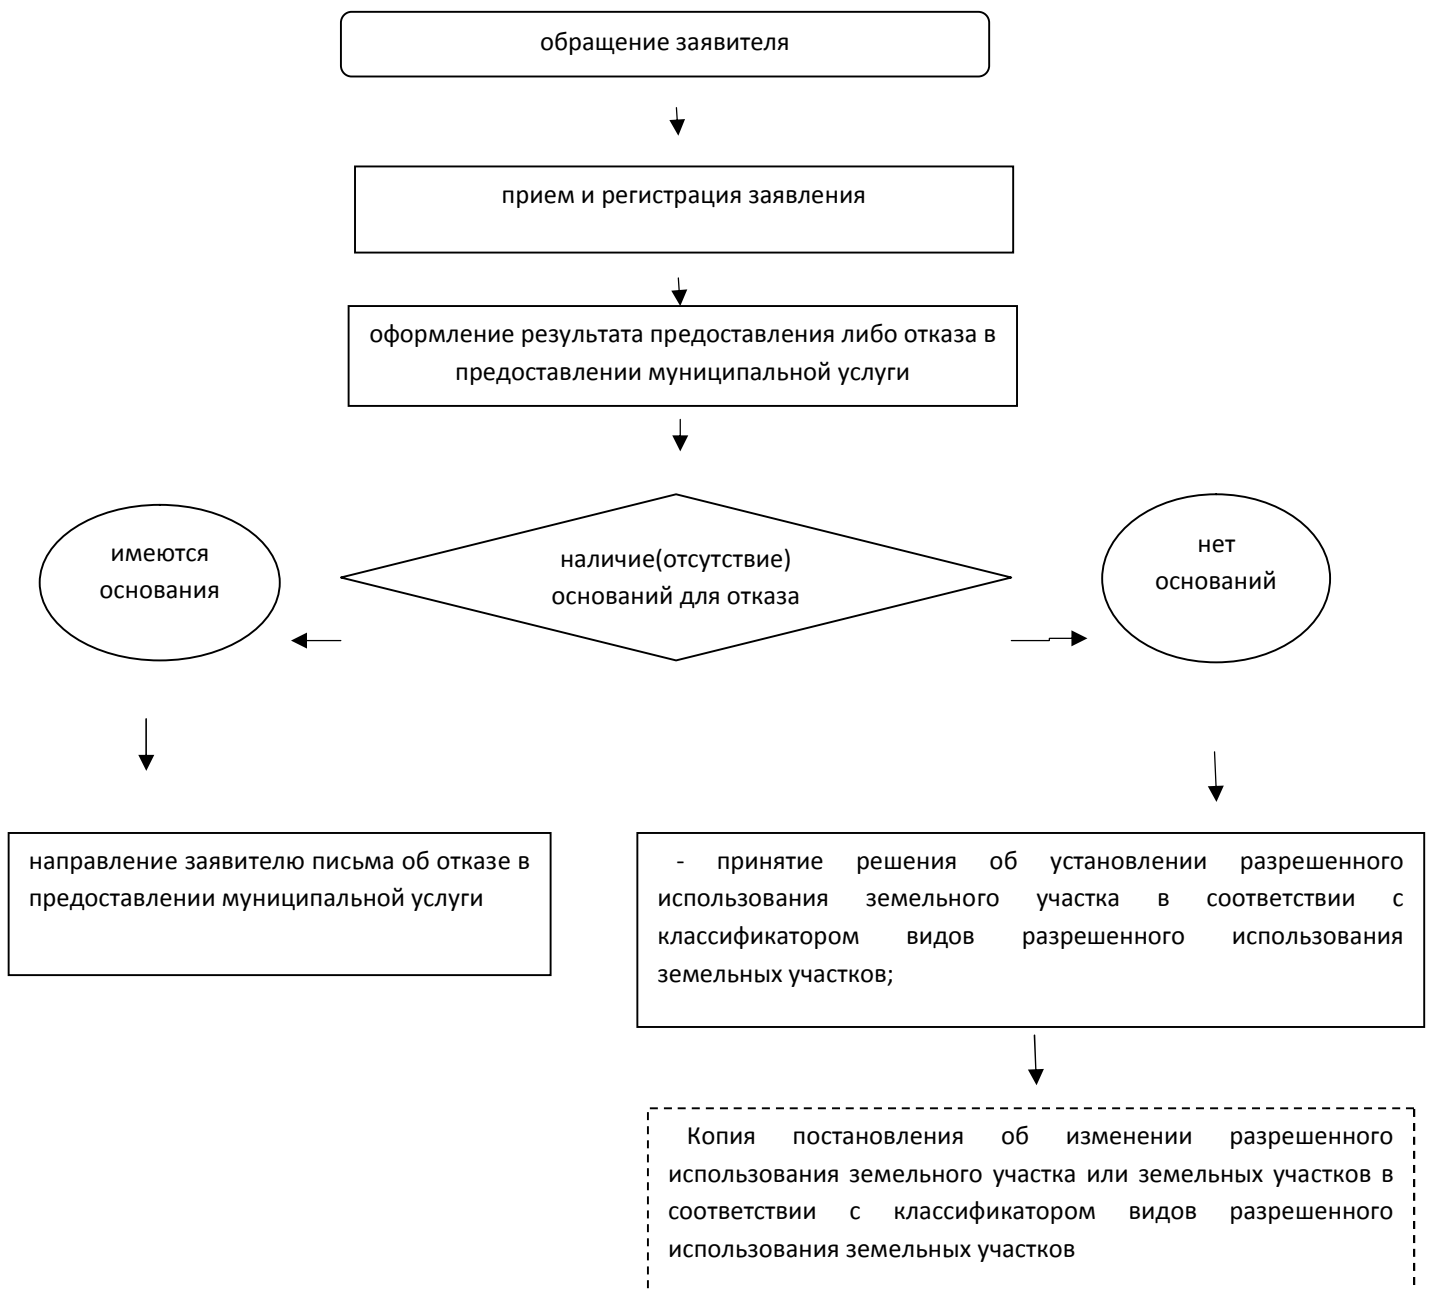 обращение заявителя
прием и регистрация заявления
оформление результата предоставления либо отказа в
предоставлении муниципальной услуги
имеются
основания
наличие(отсутствие)
оснований для отказа
нет
оснований
направление заявителю письма об отказе в
предоставлении муниципальной услуги
- принятие решения об установлении разрешенного
использования земельного участка в соответствии с
классификатором видов разрешенного использования
земельных участков;
Копия постановления об изменении разрешенного
использования земельного участка или земельных участков в
соответствии с классификатором видов разрешенного
использования земельных участков